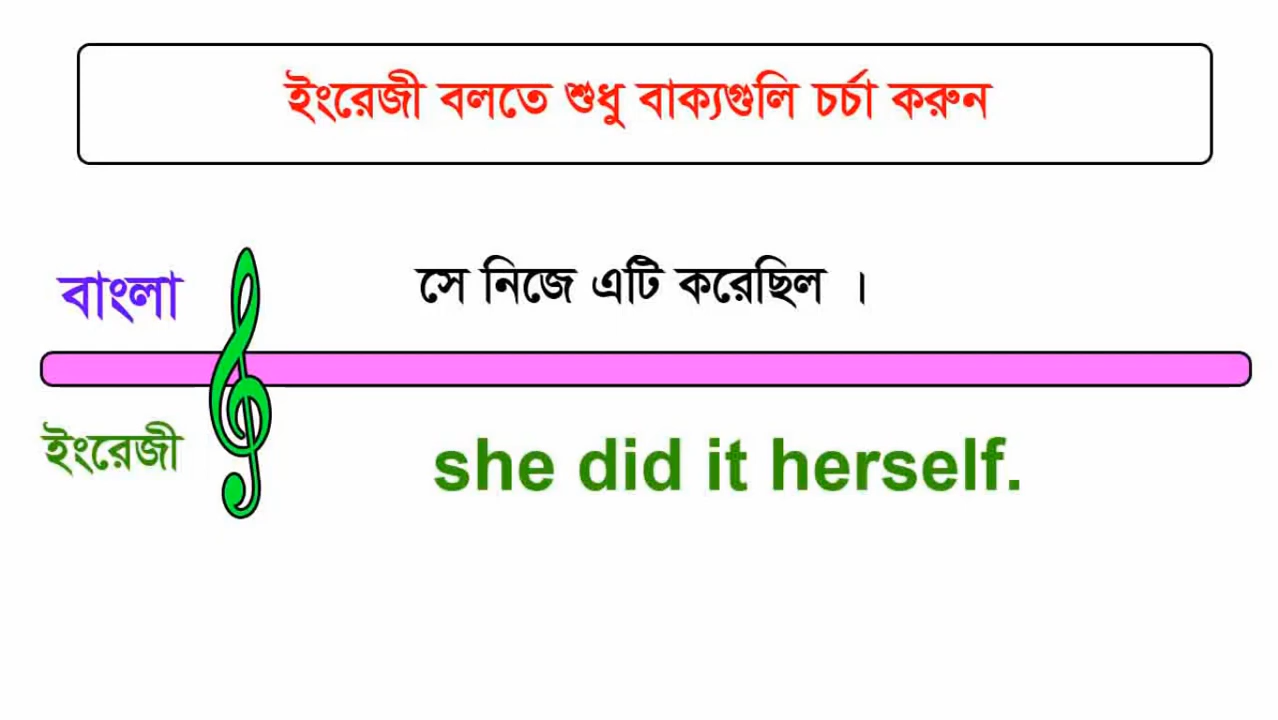 ইংরেজী বলতে শুধু বাক্যগুলি চর্চা করুন
বাংলা
সে নিজে এটি করেছিল ।
ইংরেজী
she did it herself.